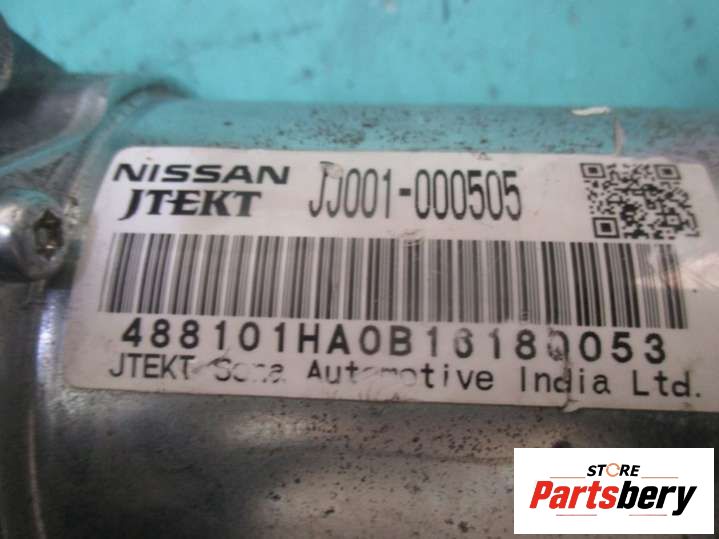 NISSAN JJ001-000505
JTEKT
488101HA0B16180053
JTEKT Sona Automotive India Ltd.
STORE
Partsbery